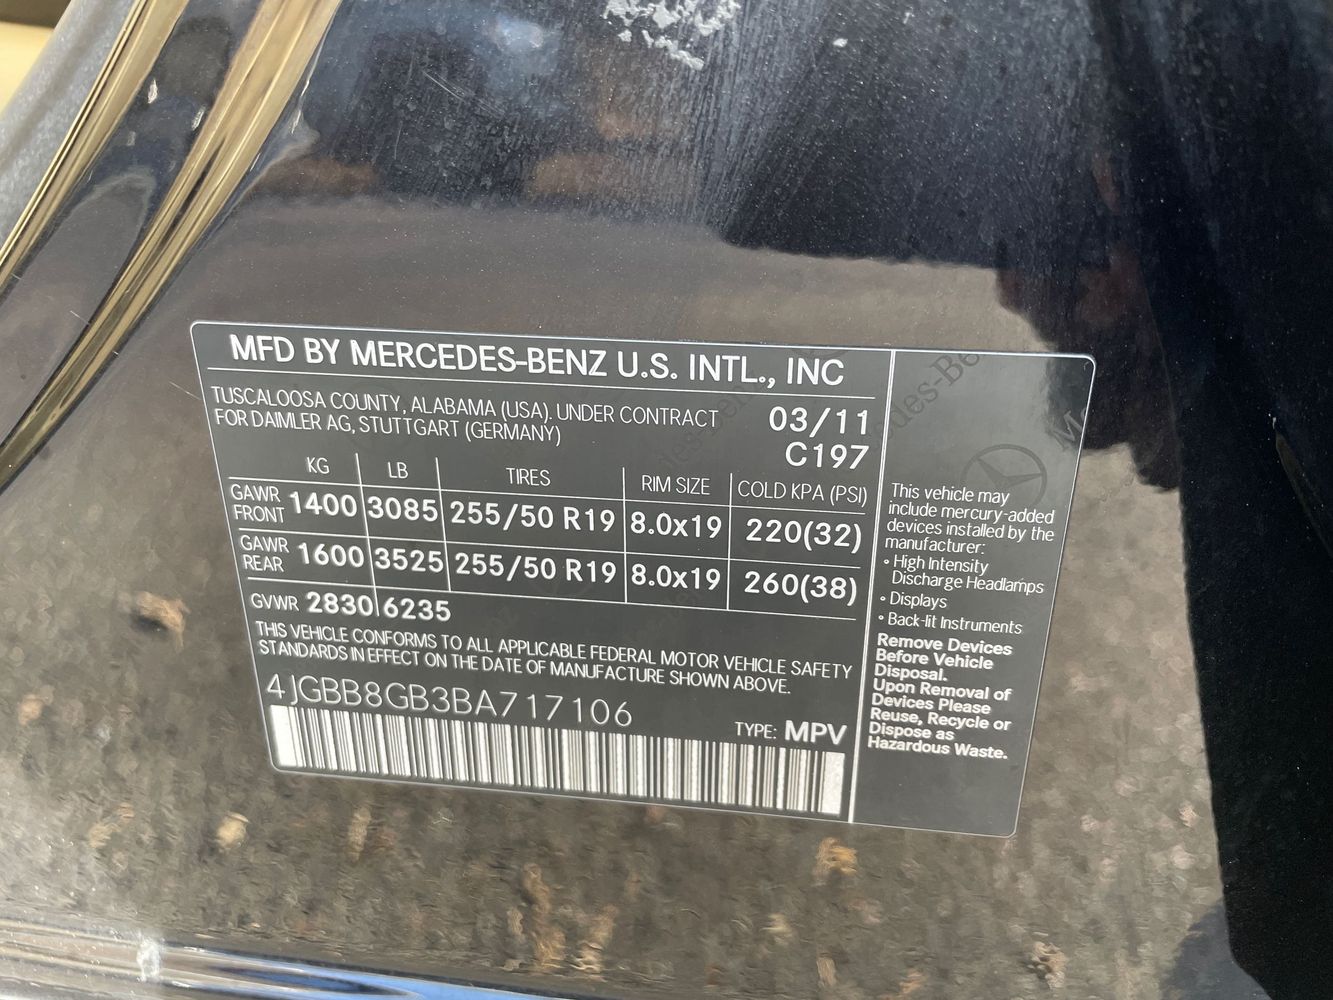 MFD BY MERCEDES-BENZ U.S. INTL., INC
TUSCALOOSA COUNTY, ALABAMA (USA). UNDER CONTRACT
FOR DAIMLER AG, STUTTGART (GERMANY)
03/11
C197
KG LB TIRES RIM SIZE COLD KPA (PSI)
GAWR FRONT 1400 3085 255/50 R19 8.0x19 220(32)
GAWR REAR 1600 3525 255/50 R19 8.0x19 260(38)
GVWR 2830 6235
THIS VEHICLE CONFORMS TO ALL APPLICABLE FEDERAL MOTOR VEHICLE SAFETY
STANDARDS IN EFFECT ON THE DATE OF MANUFACTURE SHOWN ABOVE.
4JGBB8GB3BA717106
TYPE: MPV
This vehicle may
include mercury-added
devices installed by the
manufacturer:
• High Intensity
Discharge Headlamps
• Displays
• Back-lit Instruments
Remove Devices
Before Vehicle
Disposal.
Upon Removal of
Devices Please
Reuse, Recycle or
Dispose as
Hazardous Waste.